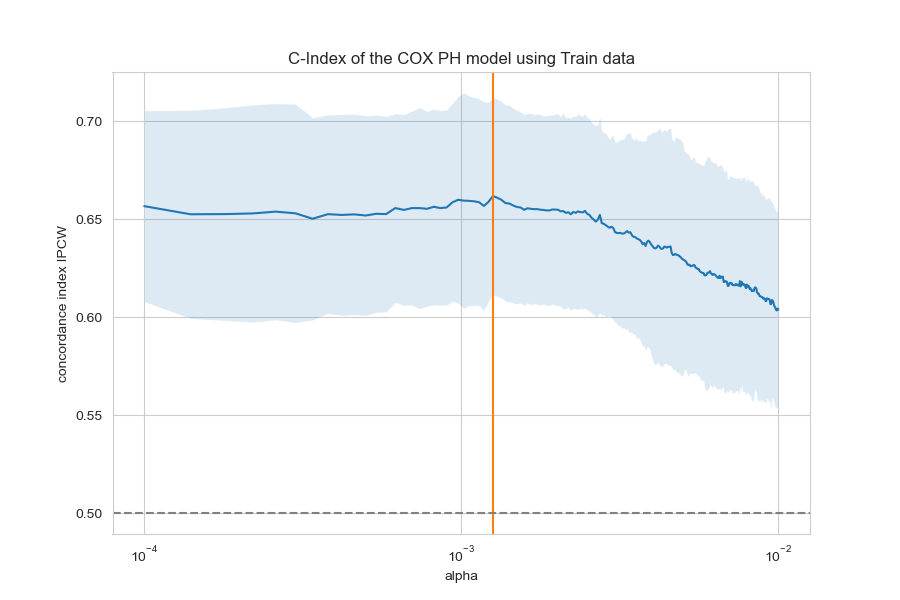 C-Index of the COX PH model using Train data
concordance index IPCW
0.70
0.65
0.60
0.55
0.50
10⁻⁴ 10⁻³ 10⁻²
alpha